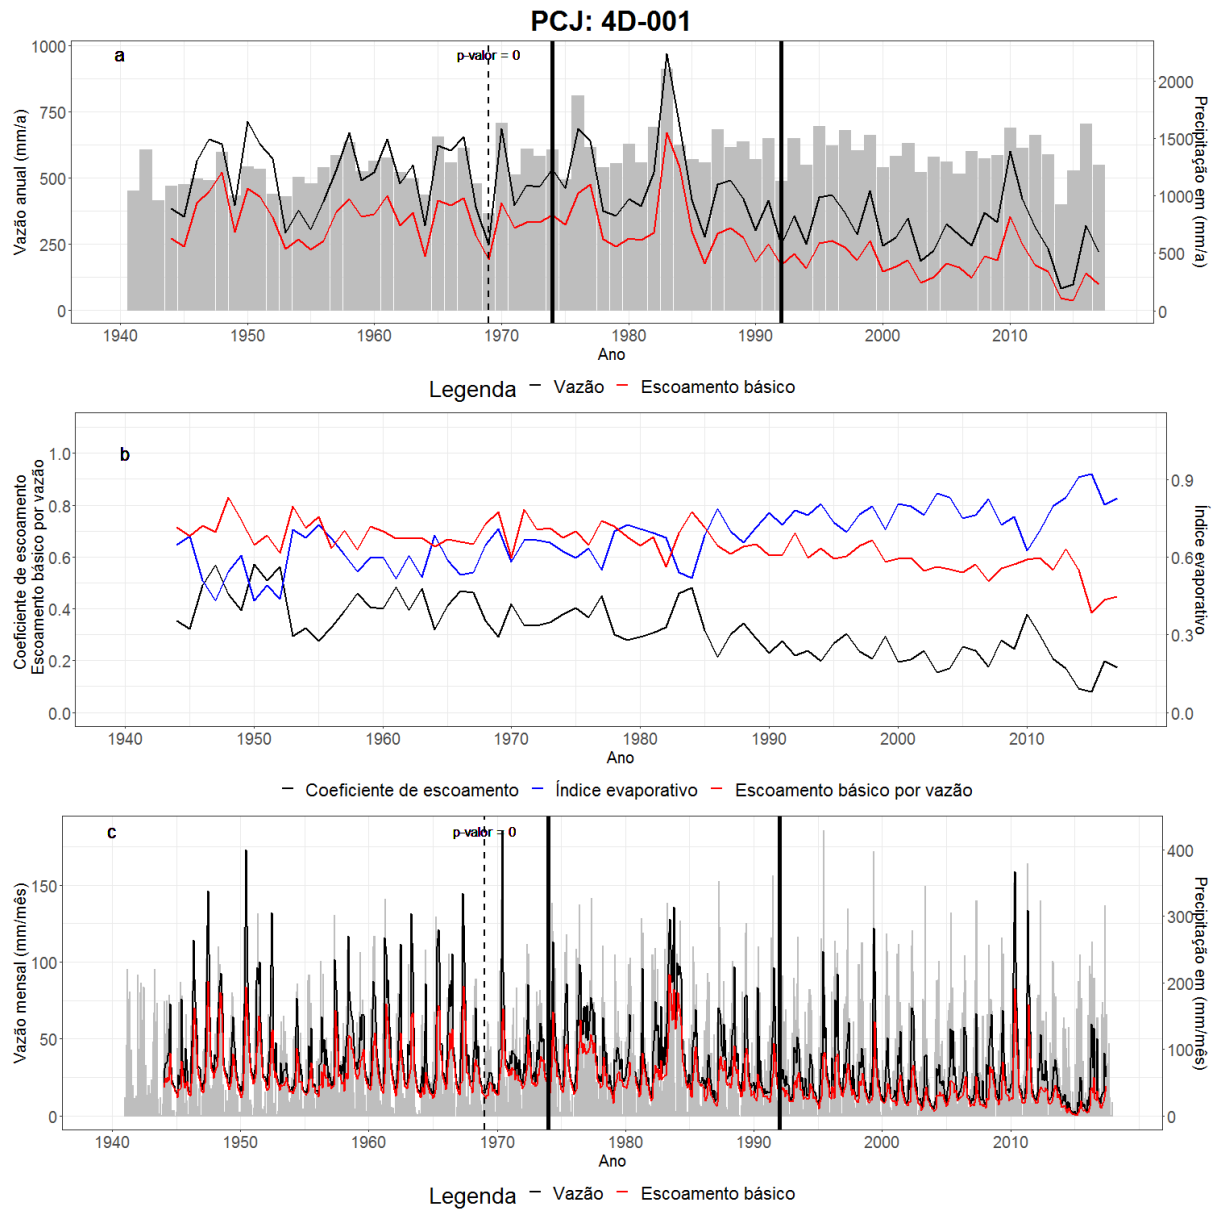 PCJ: 4D-001
a
p-valor = 0
Vazão anual (mm/a)
1000
750
500
250
0
Precipitação em (mm/a)
2000
1500
1000
500
0
1940 1950 1960 1970 1980 1990 2000 2010
Ano
Legenda Vazão Escoamento básico
b
Coeficiente de escoamento
Escoamento básico por vazão
1.0
0.8
0.6
0.4
0.2
0.0
Índice evaporativo
0.9
0.6
0.3
0.0
1940 1950 1960 1970 1980 1990 2000 2010
Ano
Coeficiente de escoamento Índice evaporativo Escoamento básico por vazão
c
p-valor = 0
Vazão mensal (mm/mês)
150
100
50
0
Precipitação em (mm/mês)
400
300
200
100
0
1940 1950 1960 1970 1980 1990 2000 2010
Ano
Legenda Vazão Escoamento básico